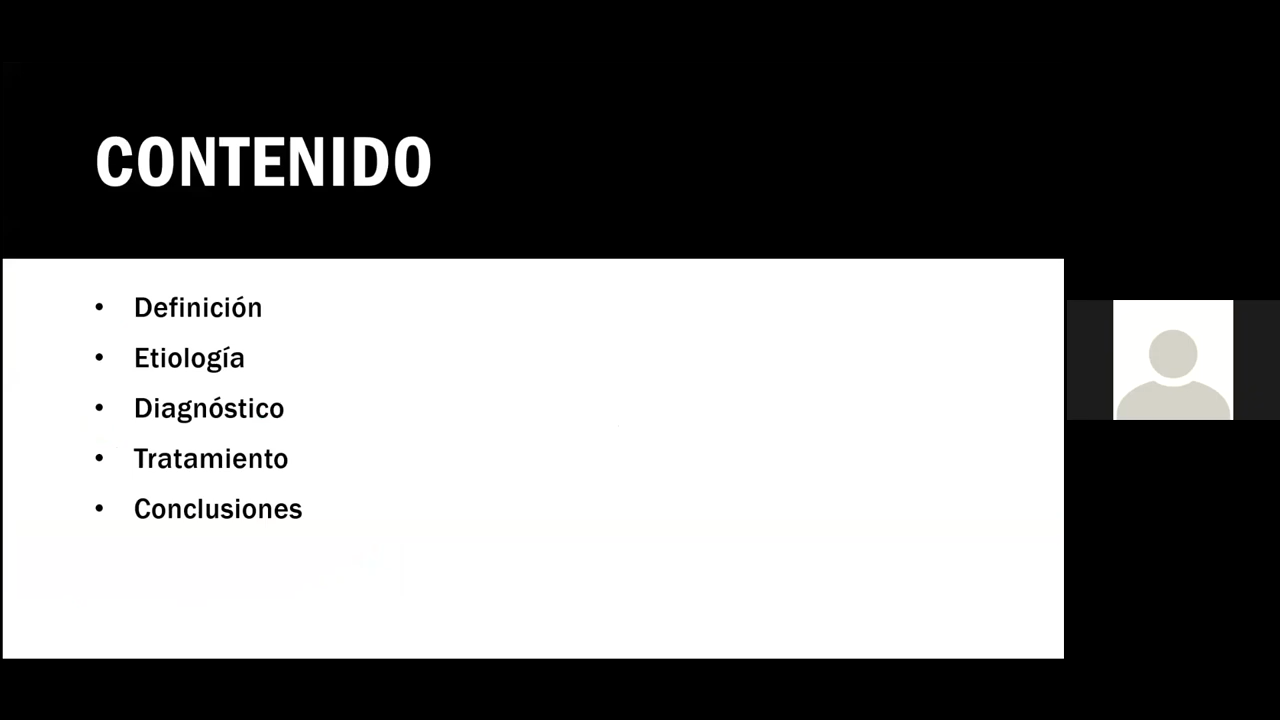 CONTENIDO
• Definición
• Etiología
• Diagnóstico
• Tratamiento
• Conclusiones